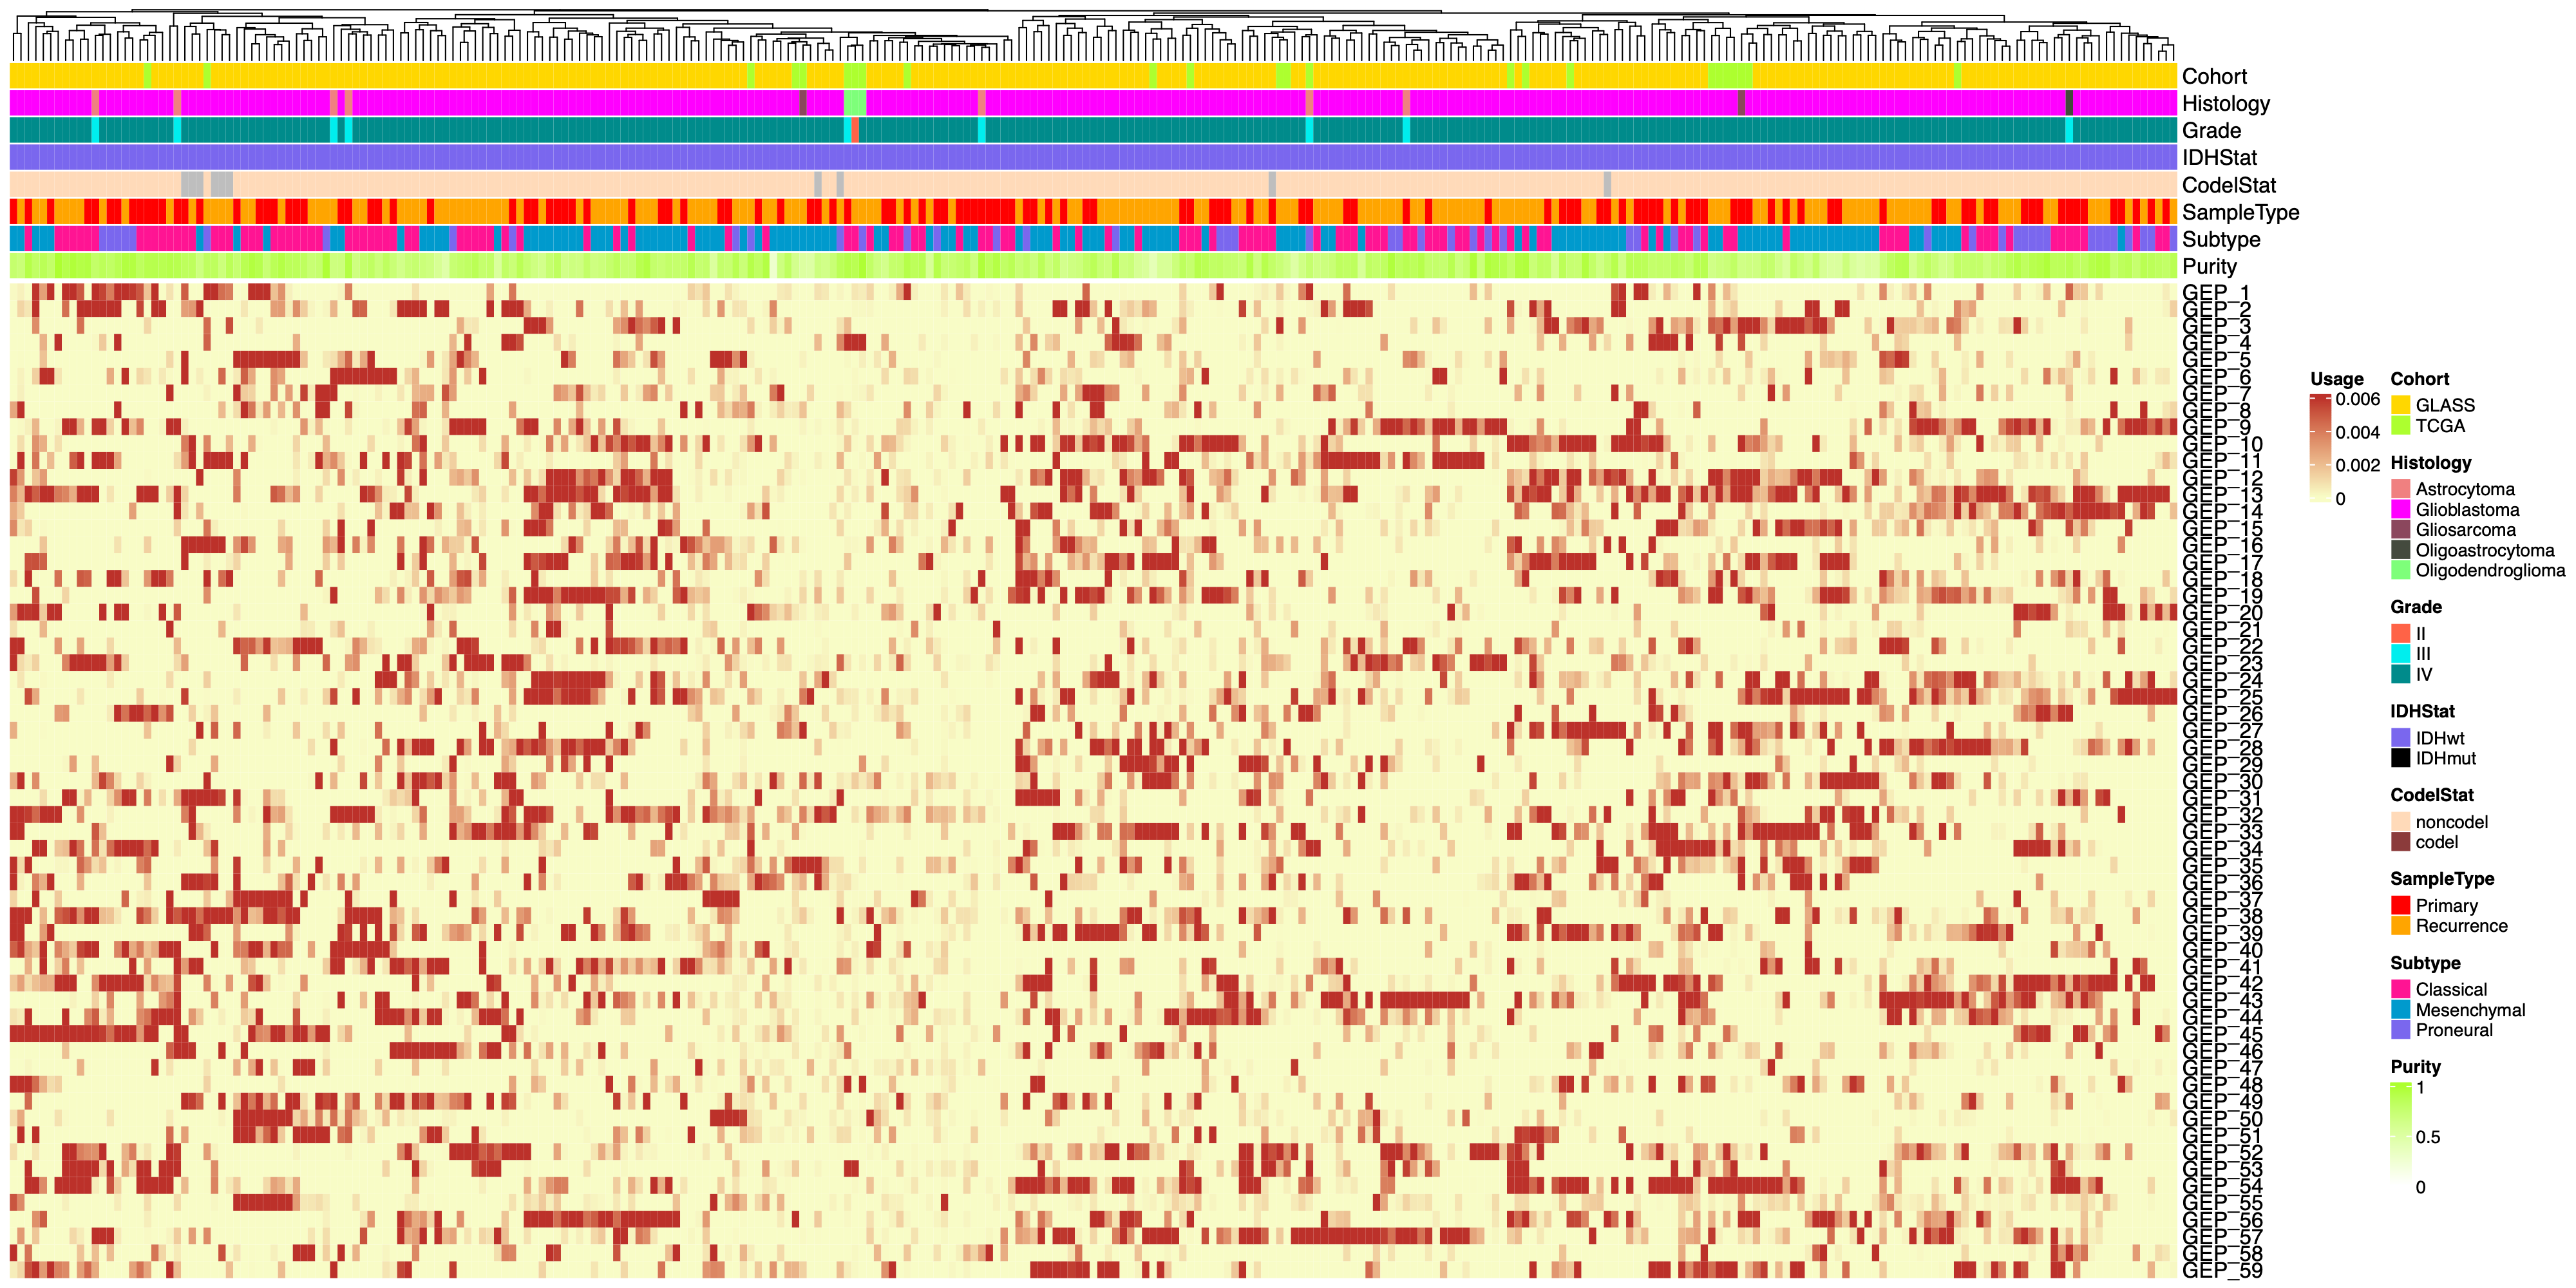 Cohort
Histology
Grade
IDHStat
CodelStat
SampleType
Subtype
Purity
GEP_1
GEP_2
GEP_3
GEP_4
GEP_5
GEP_6
GEP_7
GEP_8
GEP_9
GEP_10
GEP_11
GEP_12
GEP_13
GEP_14
GEP_15
GEP_16
GEP_17
GEP_18
GEP_19
GEP_20
GEP_21
GEP_22
GEP_23
GEP_24
GEP_25
GEP_26
GEP_27
GEP_28
GEP_29
GEP_30
GEP_31
GEP_32
GEP_33
GEP_34
GEP_35
GEP_36
GEP_37
GEP_38
GEP_39
GEP_40
GEP_41
GEP_42
GEP_43
GEP_44
GEP_45
GEP_46
GEP_47
GEP_48
GEP_49
GEP_50
GEP_51
GEP_52
GEP_53
GEP_54
GEP_55
GEP_56
GEP_57
GEP_58
GEP_59
Usage
0.006
0.004
0.002
0
Cohort
GLASS
TCGA
Histology
Astrocytoma
Glioblastoma
Gliosarcoma
Oligoastrocytoma
Oligodendroglioma
Grade
II
III
IV
IDHStat
IDHwt
IDHmut
CodelStat
noncodel
codel
SampleType
Primary
Recurrence
Subtype
Classical
Mesenchymal
Proneural
Purity
1
0.5
0